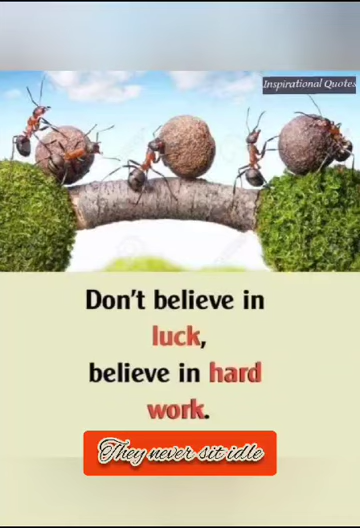 Inspirational Quotes
Don't believe in
luck,
believe in hard
work.
They never sit idle